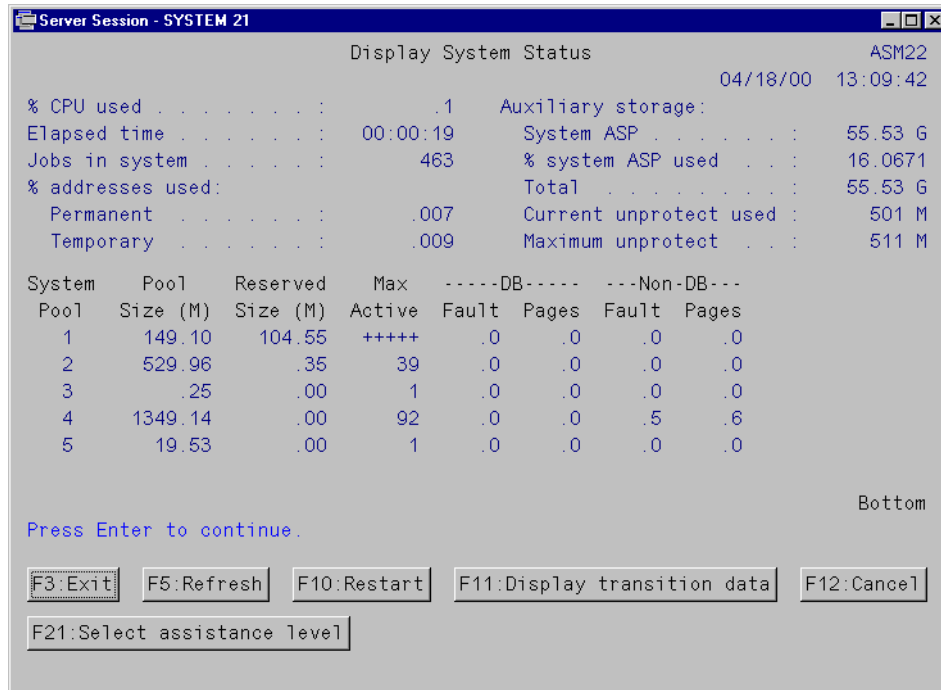 Server Session - SYSTEM 21
Display System Status ASM22
04/18/00 13:09:42
% CPU used . . . . . . . : .1 Auxiliary storage:
Elapsed time . . . . . . : 00:00:19 System ASP . . . . . . : 55.53 G
Jobs in system . . . . . : 463 % system ASP used . . : 16.0671
% addresses used: Total . . . . . . . . : 55.53 G
Permanent . . . . . . : .007 Current unprotect used : 501 M
Temporary . . . . . . : .009 Maximum unprotect . . : 511 M
System Pool Reserved Max -----DB----- ---Non-DB---
Pool Size (M) Size (M) Active Fault Pages Fault Pages
1 149.10 104.55 +++++ .0 .0 .0 .0
2 529.96 .35 39 .0 .0 .0 .0
3 .25 .00 1 .0 .0 .0 .0
4 1349.14 .00 92 .0 .0 .5 .6
5 19.53 .00 1 .0 .0 .0 .0
Bottom
Press Enter to continue.
F3:Exit F5:Refresh F10:Restart F11:Display transition data F12:Cancel
F21:Select assistance level